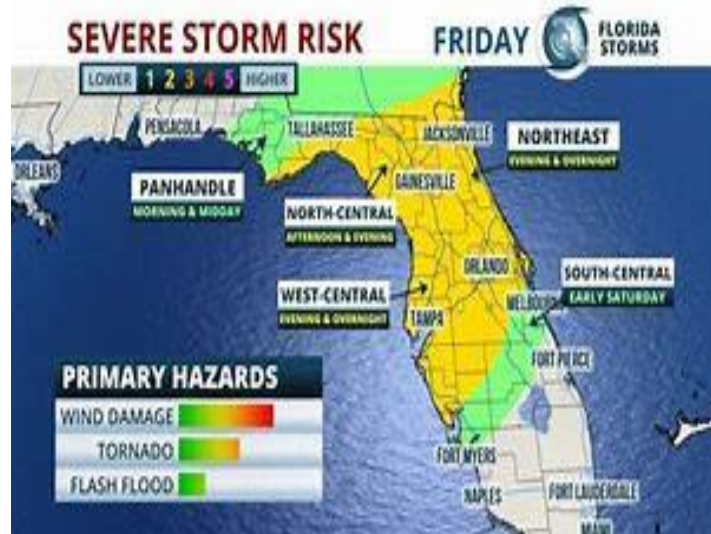 SEVERE STORM RISK
FRIDAY
FLORIDA
STORMS
LOWER 1 2 3 4 5 HIGHER
PENSACOLA
TALLAHASSEE
JACKSONVILLE
NORTHEAST
EVENING & OVERNIGHT
ORLEANS
PANHANDLE
MORNING & MIDDAY
GAINESVILLE
NORTH-CENTRAL
AFTERNOON & EVENING
ORLANDO
SOUTH-CENTRAL
EARLY SATURDAY
WEST-CENTRAL
EVENING & OVERNIGHT
MELBOURN
TAMPA
FORT PIERCE
PRIMARY HAZARDS
WIND DAMAGE
TORNADO
FLASH FLOOD
FORT MYERS
NAPLES
FORT LAUDERDALE
MIAMI